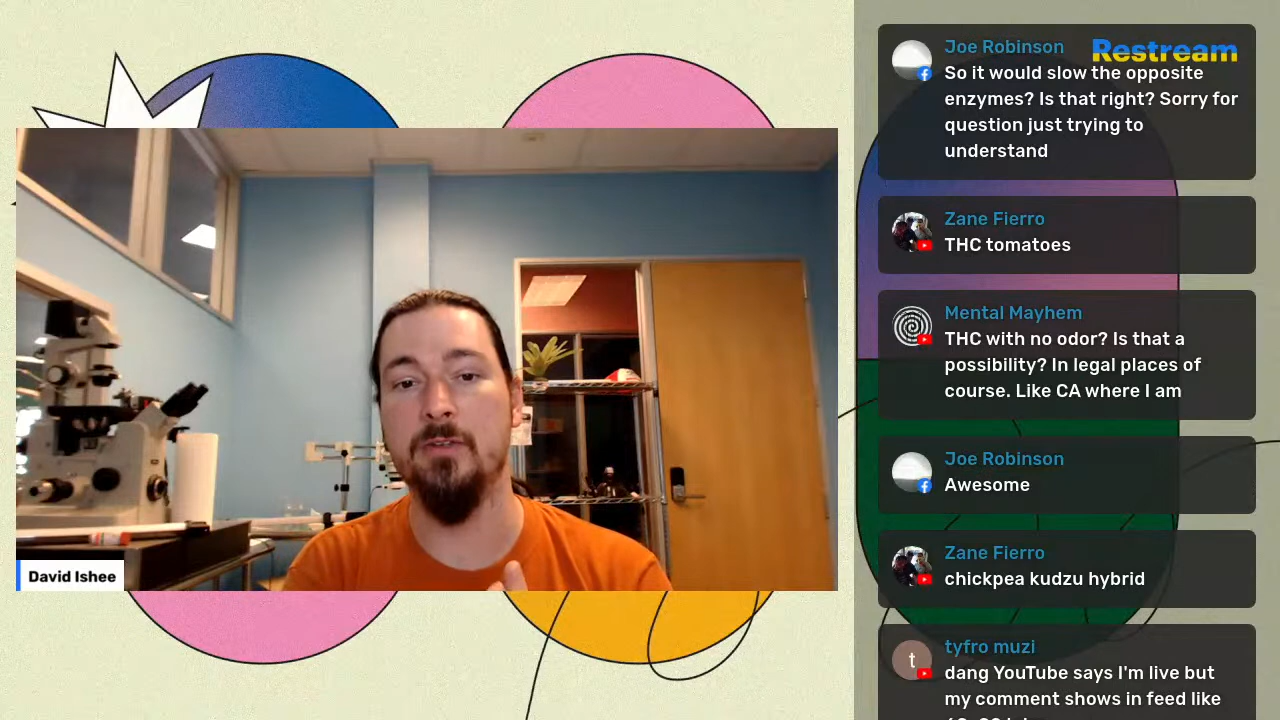 Joe Robinson
Restream
So it would slow the opposite
enzymes? Is that right? Sorry for
question just trying to
understand
Zane Fierro
THC tomatoes
Mental Mayhem
THC with no odor? Is that a
possibility? In legal places of
course. Like CA where I am
Joe Robinson
Awesome
Zane Fierro
chickpea kudzu hybrid
David Ishee
tyfro muzi
t
dang YouTube says I'm live but
my comment shows in feed like